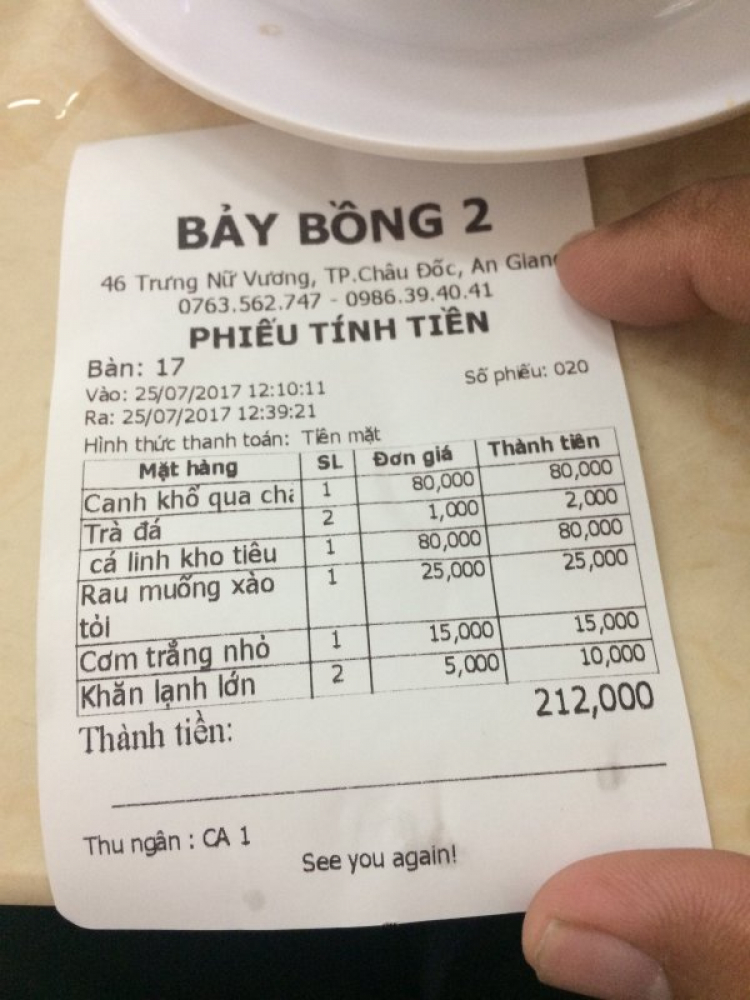 BẢY BỒNG 2
46 Trưng Nữ Vương, TP.Châu Đốc, An Giang
0763.562.747 - 0986.39.40.41
PHIẾU TÍNH TIỀN
Bàn: 17
Số phiếu: 020
Vào: 25/07/2017 12:10:11
Ra: 25/07/2017 12:39:21
Hình thức thanh toán: Tiền mặt
Mặt hàng SL Đơn giá Thành tiền
Canh khổ qua chả 1 80,000 80,000
Trà đá 2 1,000 2,000
cá linh kho tiêu 1 80,000 80,000
Rau muống xào 1 25,000 25,000
tỏi
Cơm trắng nhỏ 1 15,000 15,000
Khăn lạnh lớn 2 5,000 10,000
Thành tiền: 212,000
Thu ngân : CA 1
See you again!